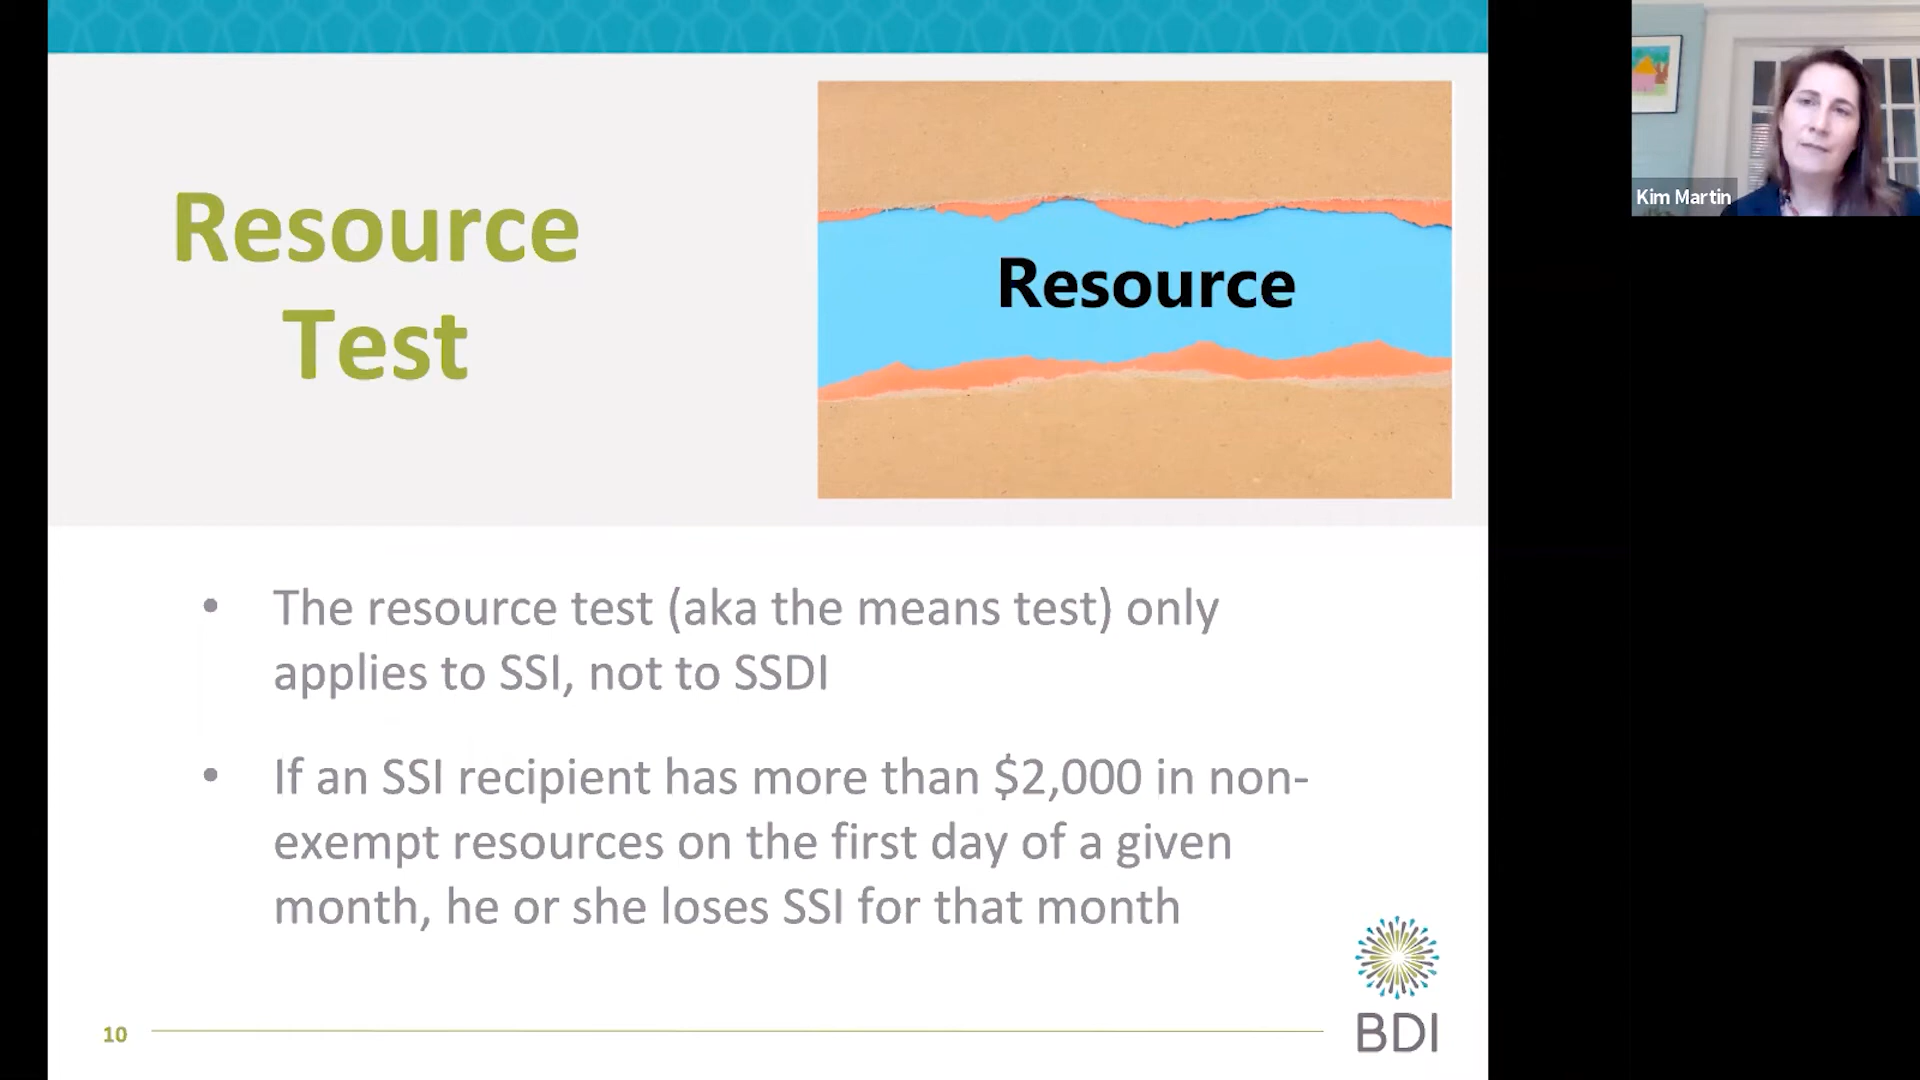 Resource
Test
Resource
Kim Martin
• The resource test (aka the means test) only
applies to SSI, not to SSDI
• If an SSI recipient has more than $2,000 in non-
exempt resources on the first day of a given
month, he or she loses SSI for that month
10
BDI